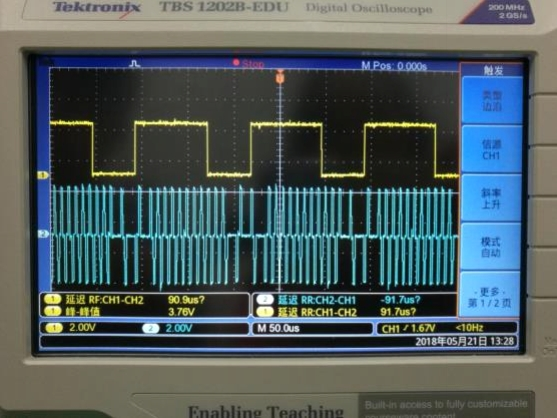 Tektronix TBS 1202B-EDU Digital Oscilloscope
200 MHz
2 GS/s
Stop M Pos: 0.000s
触发
类型
边沿
信源
CH1
斜率
上升
模式
自动
-更多-
第 1 / 2 页
1
2
1 延迟 RF:CH1-CH2 90.9us?
2 延迟 RR:CH2-CH1 -91.7us?
1 峰-峰值 3.76V
1 延迟 RR:CH1-CH2 91.7us?
1 2.00V
2 2.00V
M 50.0us
CH1 / 1.67V <10Hz
2018年05月21日 13:28
Enabling Teaching
Built-in access to fully customizable
courseware content